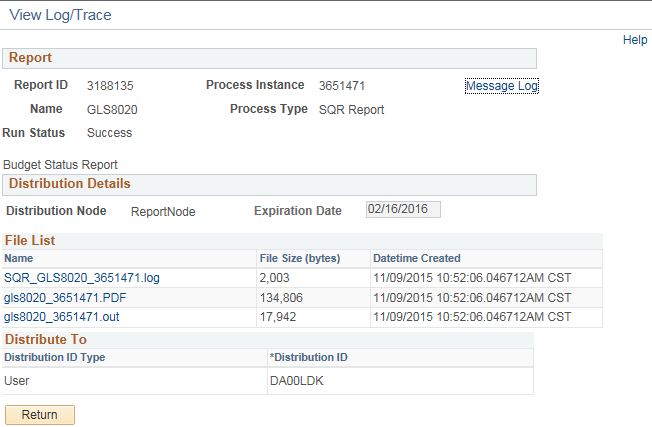 View Log/Trace
Help
Report
Report ID 3188135 Process Instance 3651471 Message Log
Name GLS8020 Process Type SQR Report
Run Status Success
Budget Status Report
Distribution Details
Distribution Node ReportNode Expiration Date 02/16/2016
File List
Name File Size (bytes) Datetime Created
SQR_GLS8020_3651471.log 2,003 11/09/2015 10:52:06.046712AM CST
gls8020_3651471.PDF 134,806 11/09/2015 10:52:06.046712AM CST
gls8020_3651471.out 17,942 11/09/2015 10:52:06.046712AM CST
Distribute To
Distribution ID Type *Distribution ID
User DA00LDK
Return